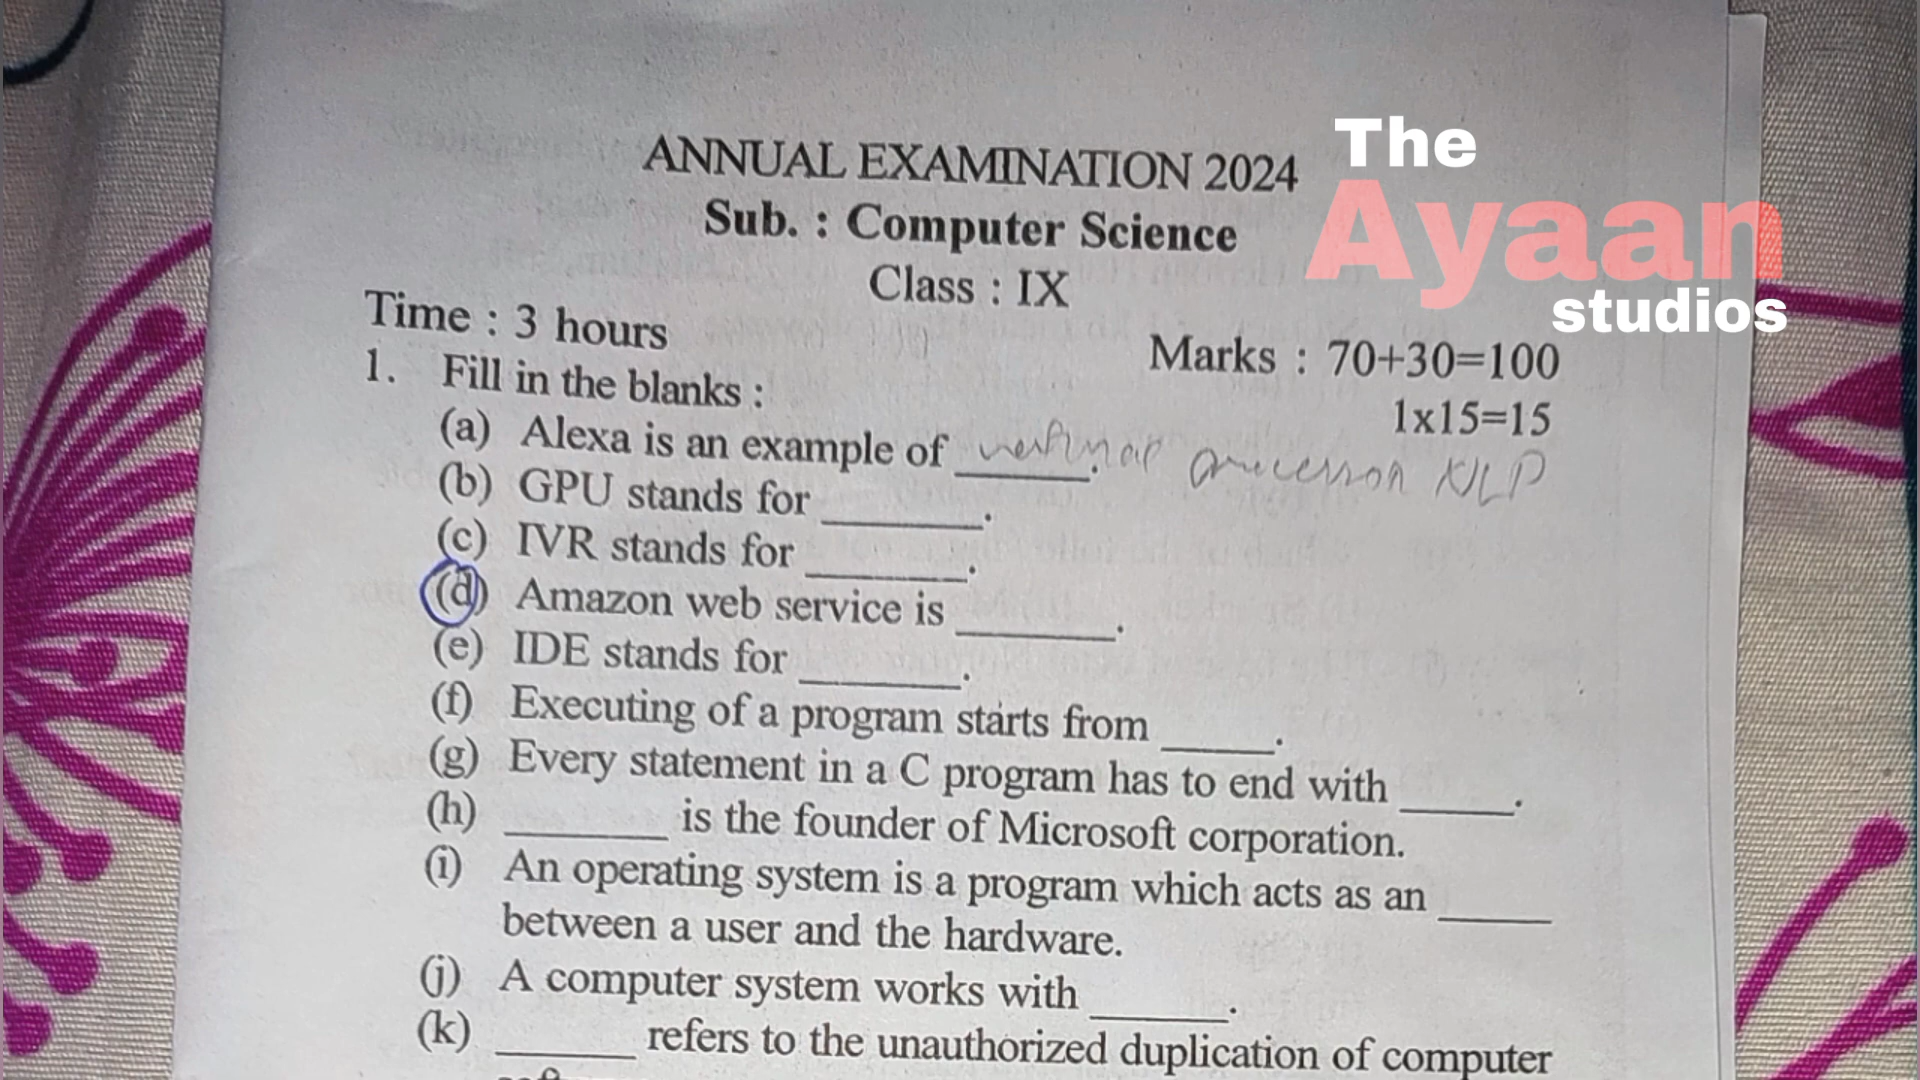 The
Ayaan
studios
ANNUAL EXAMINATION 2024
Sub. : Computer Science
Class : IX
Time : 3 hours
Marks : 70+30=100
1. Fill in the blanks :
1x15=15
(a) Alexa is an example of ______. NLP
(b) GPU stands for ______.
(c) IVR stands for ______.
(d) Amazon web service is ______.
(e) IDE stands for ______.
(f) Executing of a program starts from ______.
(g) Every statement in a C program has to end with ______.
(h) ______ is the founder of Microsoft corporation.
(i) An operating system is a program which acts as an ______
between a user and the hardware.
(j) A computer system works with ______.
(k) ______ refers to the unauthorized duplication of computer